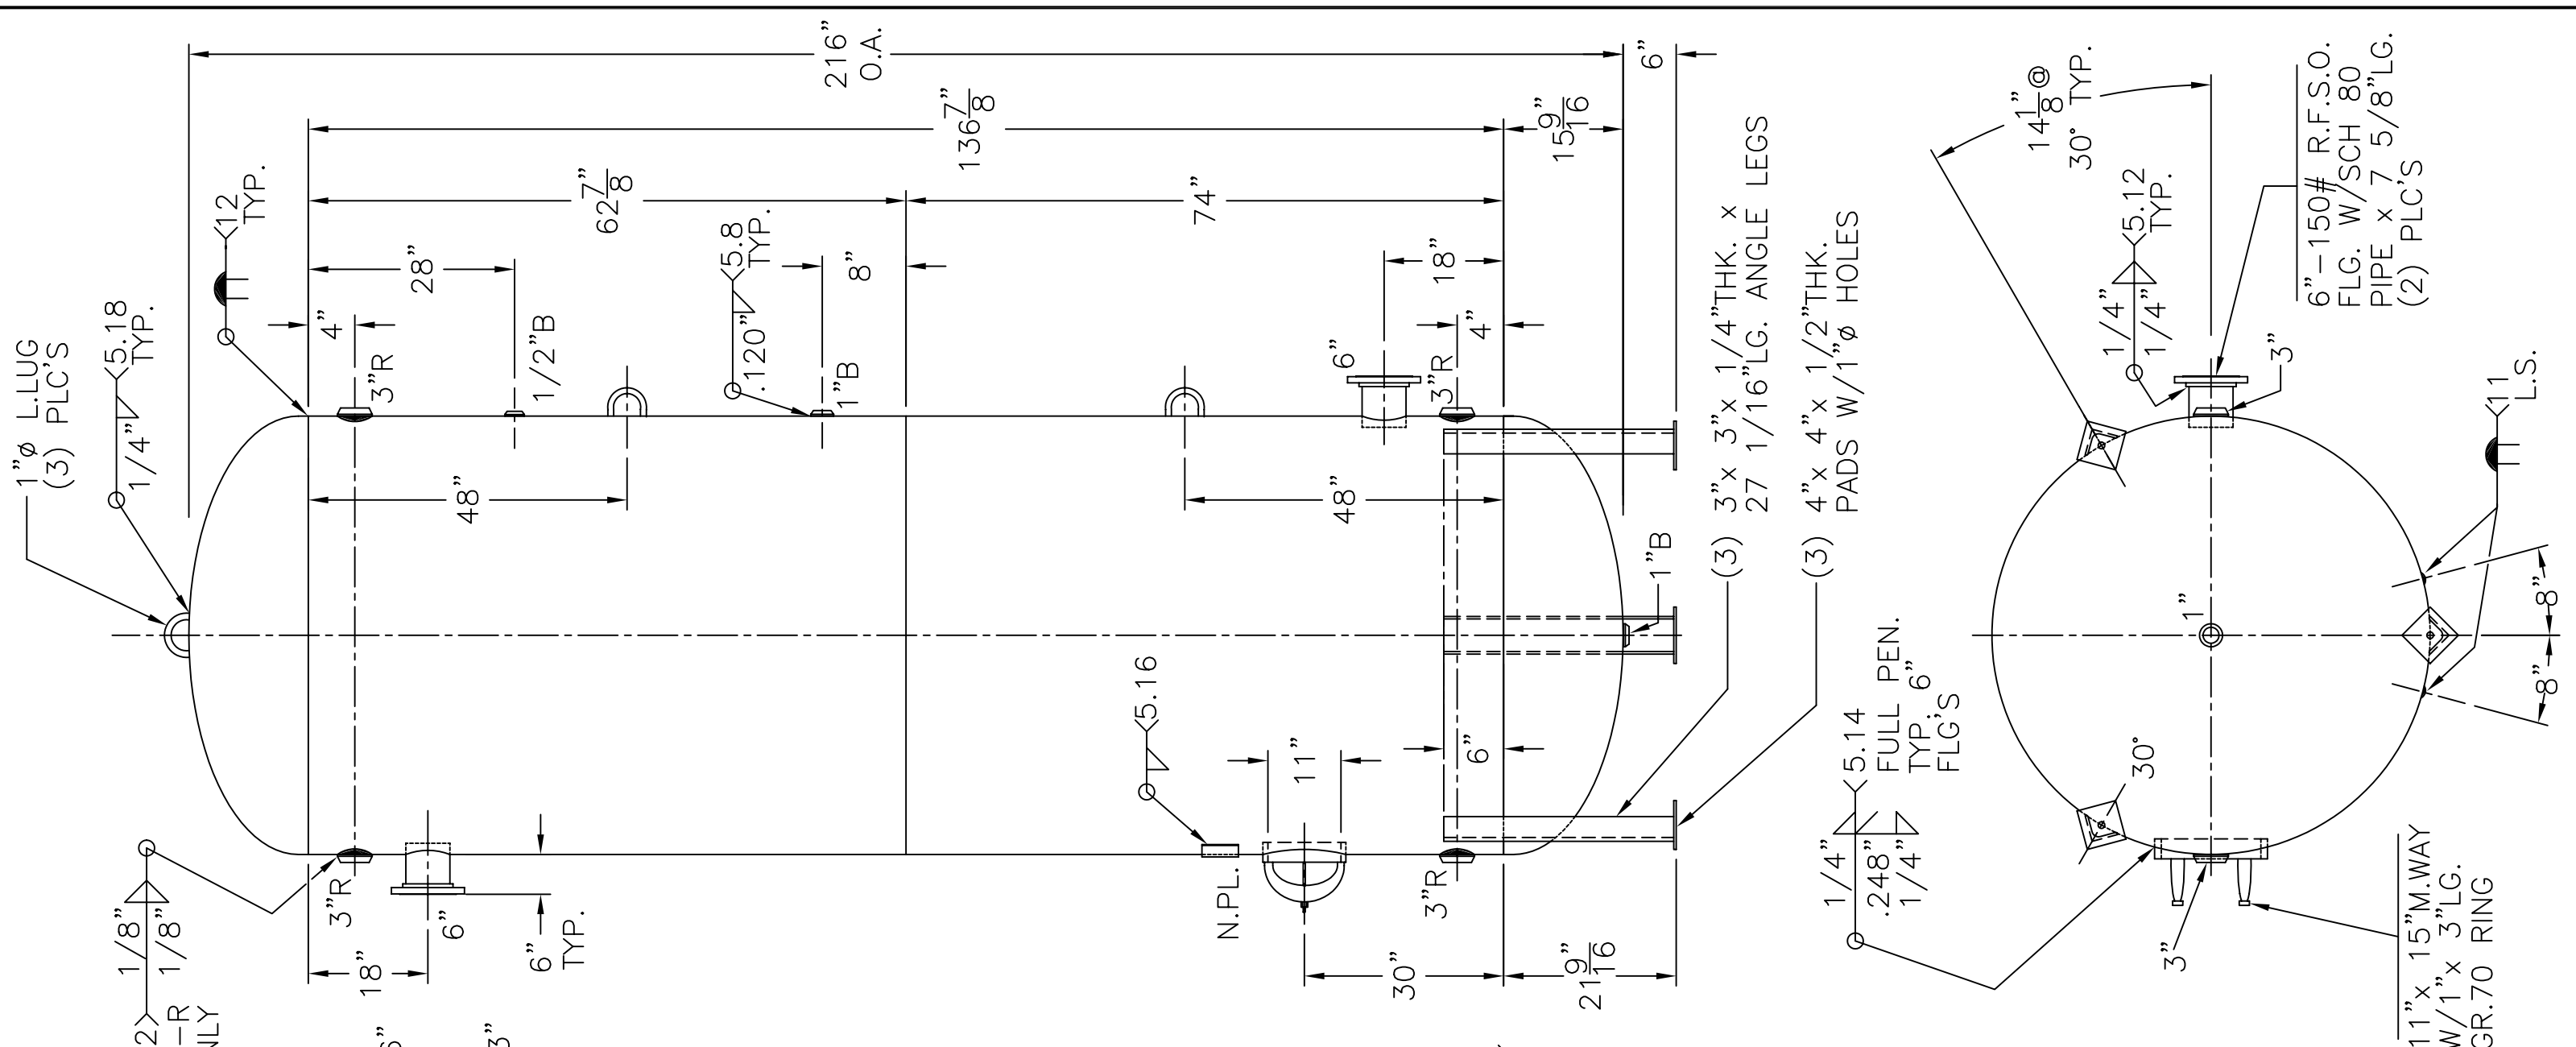 1"ø L.LUG
(3) PLC'S
5.18
TYP.
1/4"
12
TYP.
216"
O.A.
6"
136 7/8"
15 9/16"
62 7/8"
74"
28"
4"
3"R
1/2"B
5.8
TYP.
.120"
8"
1"B
18"
4"
6"
3"R
48"
48"
1"B
(3) 3"x 3"x 1/4"THK. x
27 1/16"LG. ANGLE LEGS
(3) 4"x 4"x 1/2"THK.
PADS W/1"ø HOLES
5.16
N.PL.
11"
6"
3"R
30"
21 9/16"
1/8"
1/8"
2
-R
NLY
3"R
18"
6"
6"
TYP.
3"
14 1/8"@
30° TYP.
5.12
TYP.
1/4"
1/4"
6"-150# R.F.S.O.
FLG. W/SCH 80
PIPE x 7 5/8"LG.
(2) PLC'S
3"
11
L.S.
1"
8"
8"
30°
5.14
FULL PEN.
TYP. 6"
FLG'S
1/4"
.248"
1/4"
3"
11"x 15"M.WAY
W/1"x 3"LG.
GR.70 RING